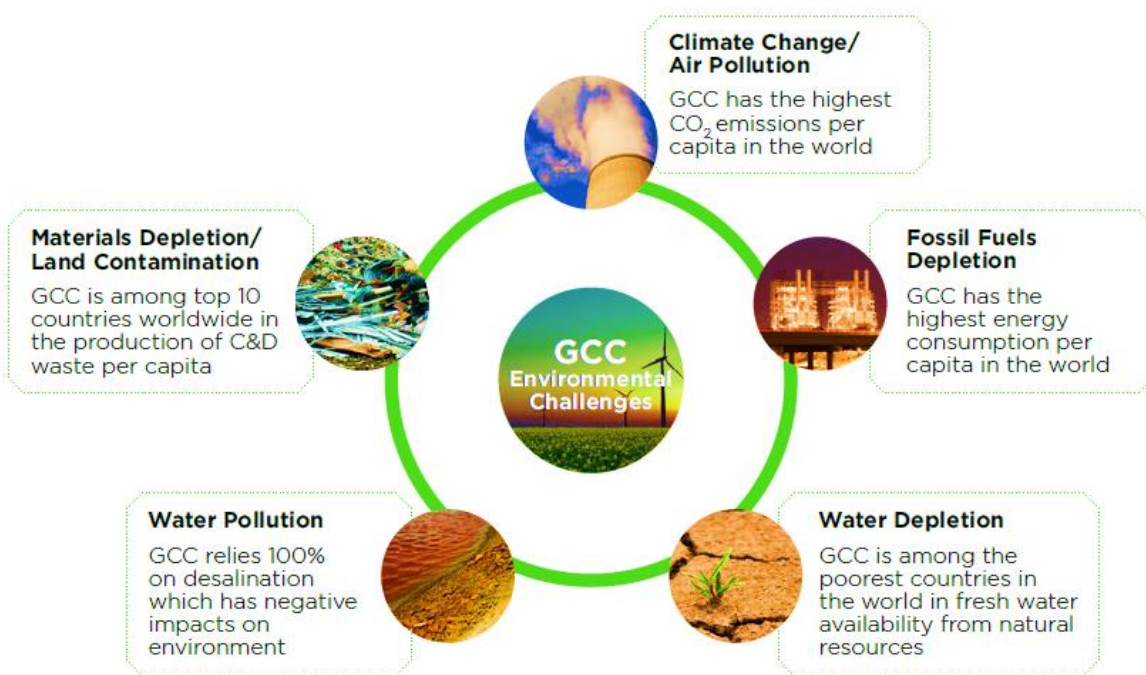 Climate Change/
Air Pollution
GCC has the highest
CO₂ emissions per
capita in the world
Fossil Fuels
Depletion
GCC has the
highest energy
consumption per
capita in the world
Water Depletion
GCC is among the
poorest countries in
the world in fresh water
availability from natural
resources
Water Pollution
GCC relies 100%
on desalination
which has negative
impacts on
environment
Materials Depletion/
Land Contamination
GCC is among top 10
countries worldwide in
the production of C&D
waste per capita
GCC
Environmental
Challenges